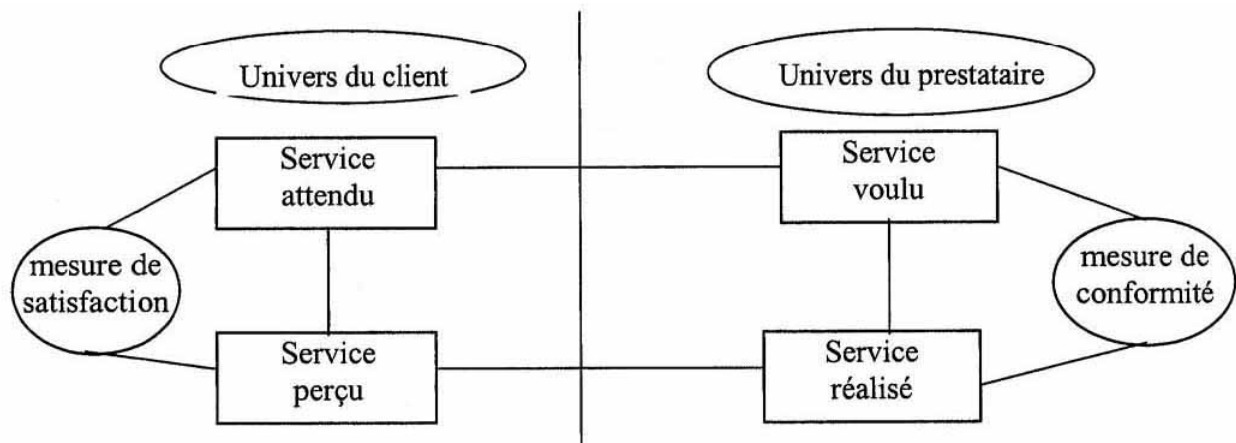 Univers du client
Univers du prestataire
Service
attendu
Service
voulu
mesure de
satisfaction
mesure de
conformité
Service
perçu
Service
réalisé